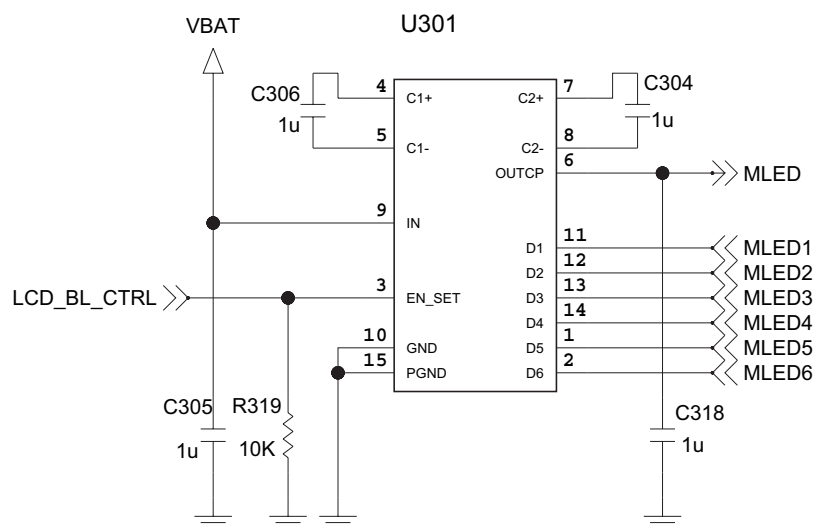 VBAT
U301
C306
1u
4
C1+
C2+
7
C304
1u
5
C1-
C2-
8
OUTCP
6
MLED
9
IN
D1
11
MLED1
D2
12
MLED2
LCD_BL_CTRL
3
EN_SET
D3
13
MLED3
D4
14
MLED4
10
GND
D5
1
MLED5
15
PGND
D6
2
MLED6
C305
1u
R319
10K
C318
1u